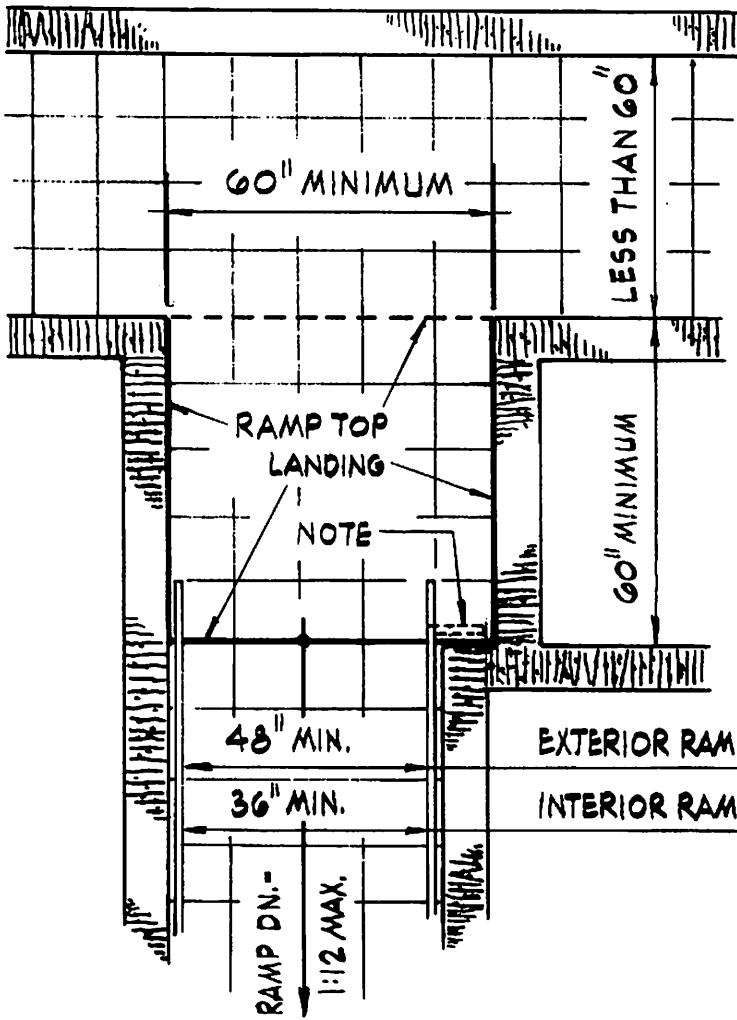 60" MINIMUM
LESS THAN 60"
RAMP TOP
LANDING
60" MINIMUM
NOTE
48" MIN.
EXTERIOR RAM
36" MIN.
INTERIOR RAM
RAMP DN.-
1:12 MAX.